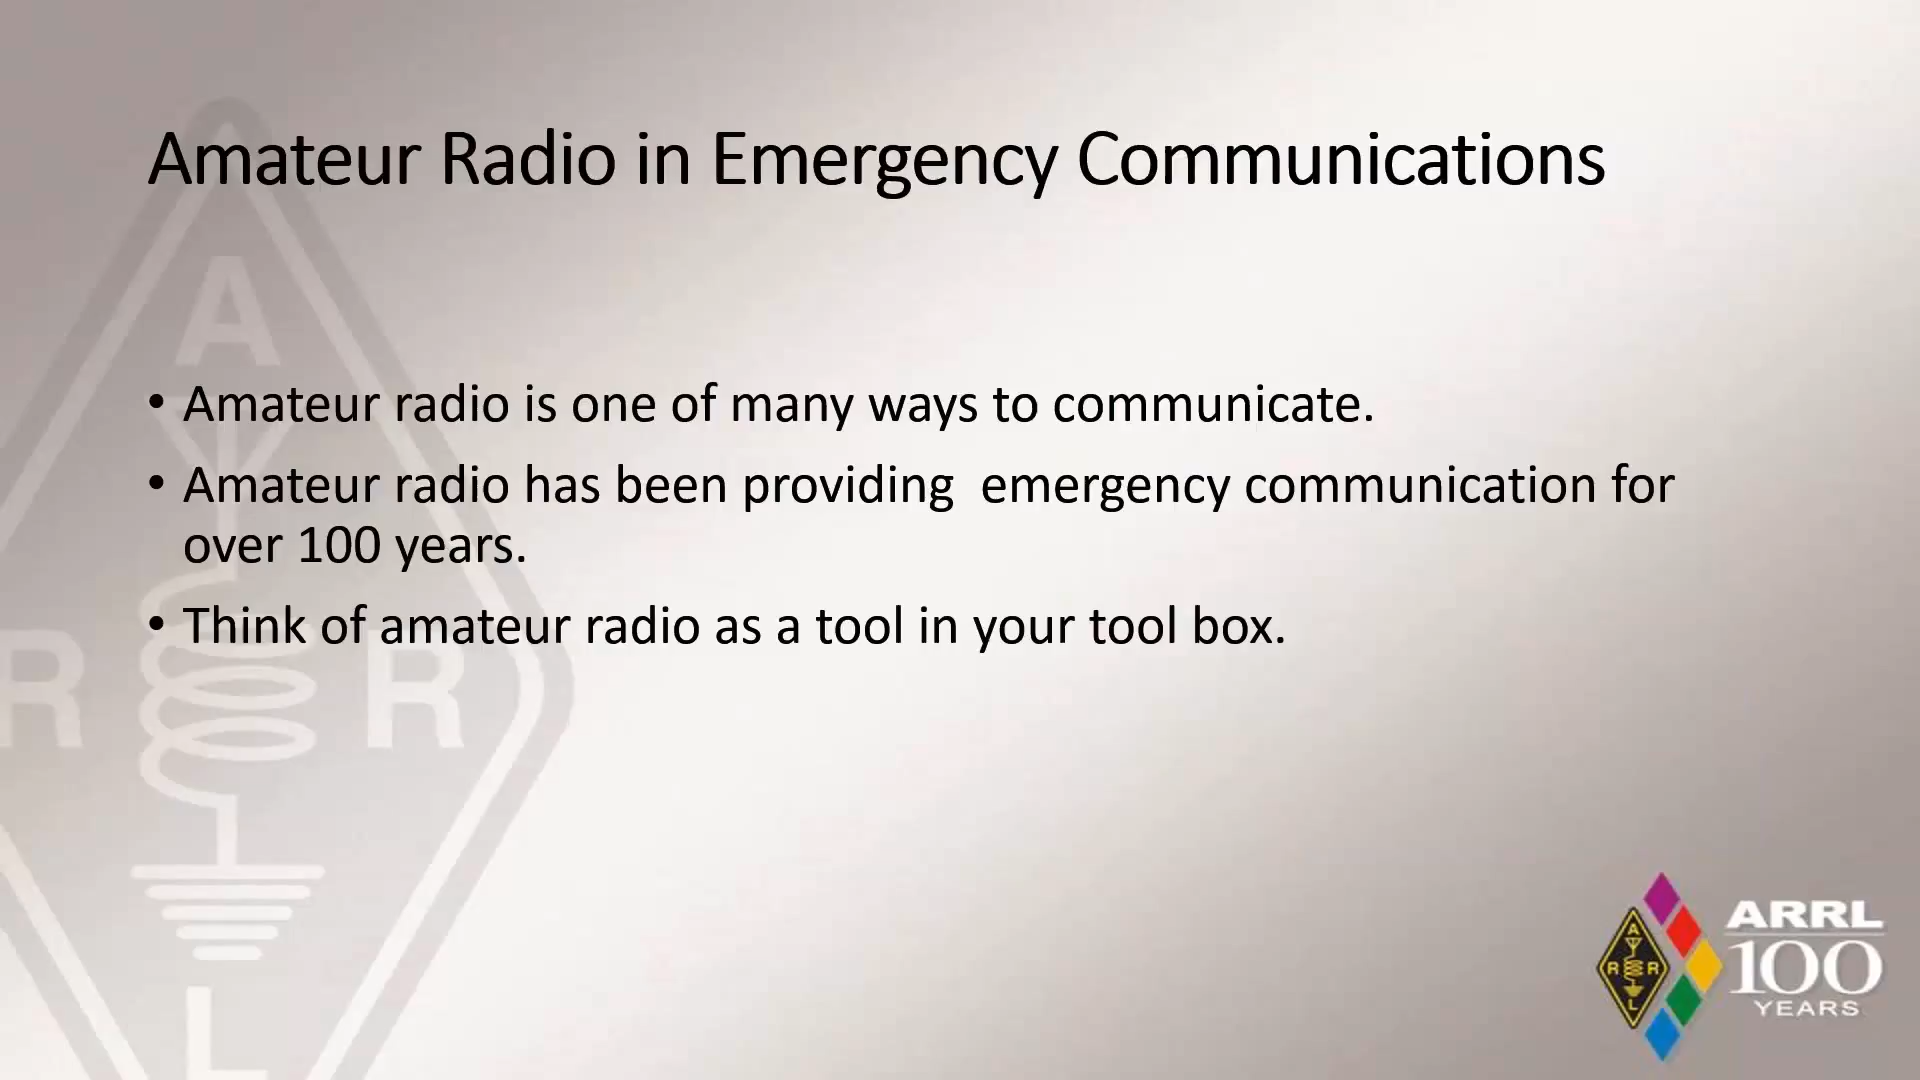 Amateur Radio in Emergency Communications
• Amateur radio is one of many ways to communicate.
• Amateur radio has been providing  emergency communication for
over 100 years.
• Think of amateur radio as a tool in your tool box.
A
R R
L
A
R R
L
ARRL
100
YEARS